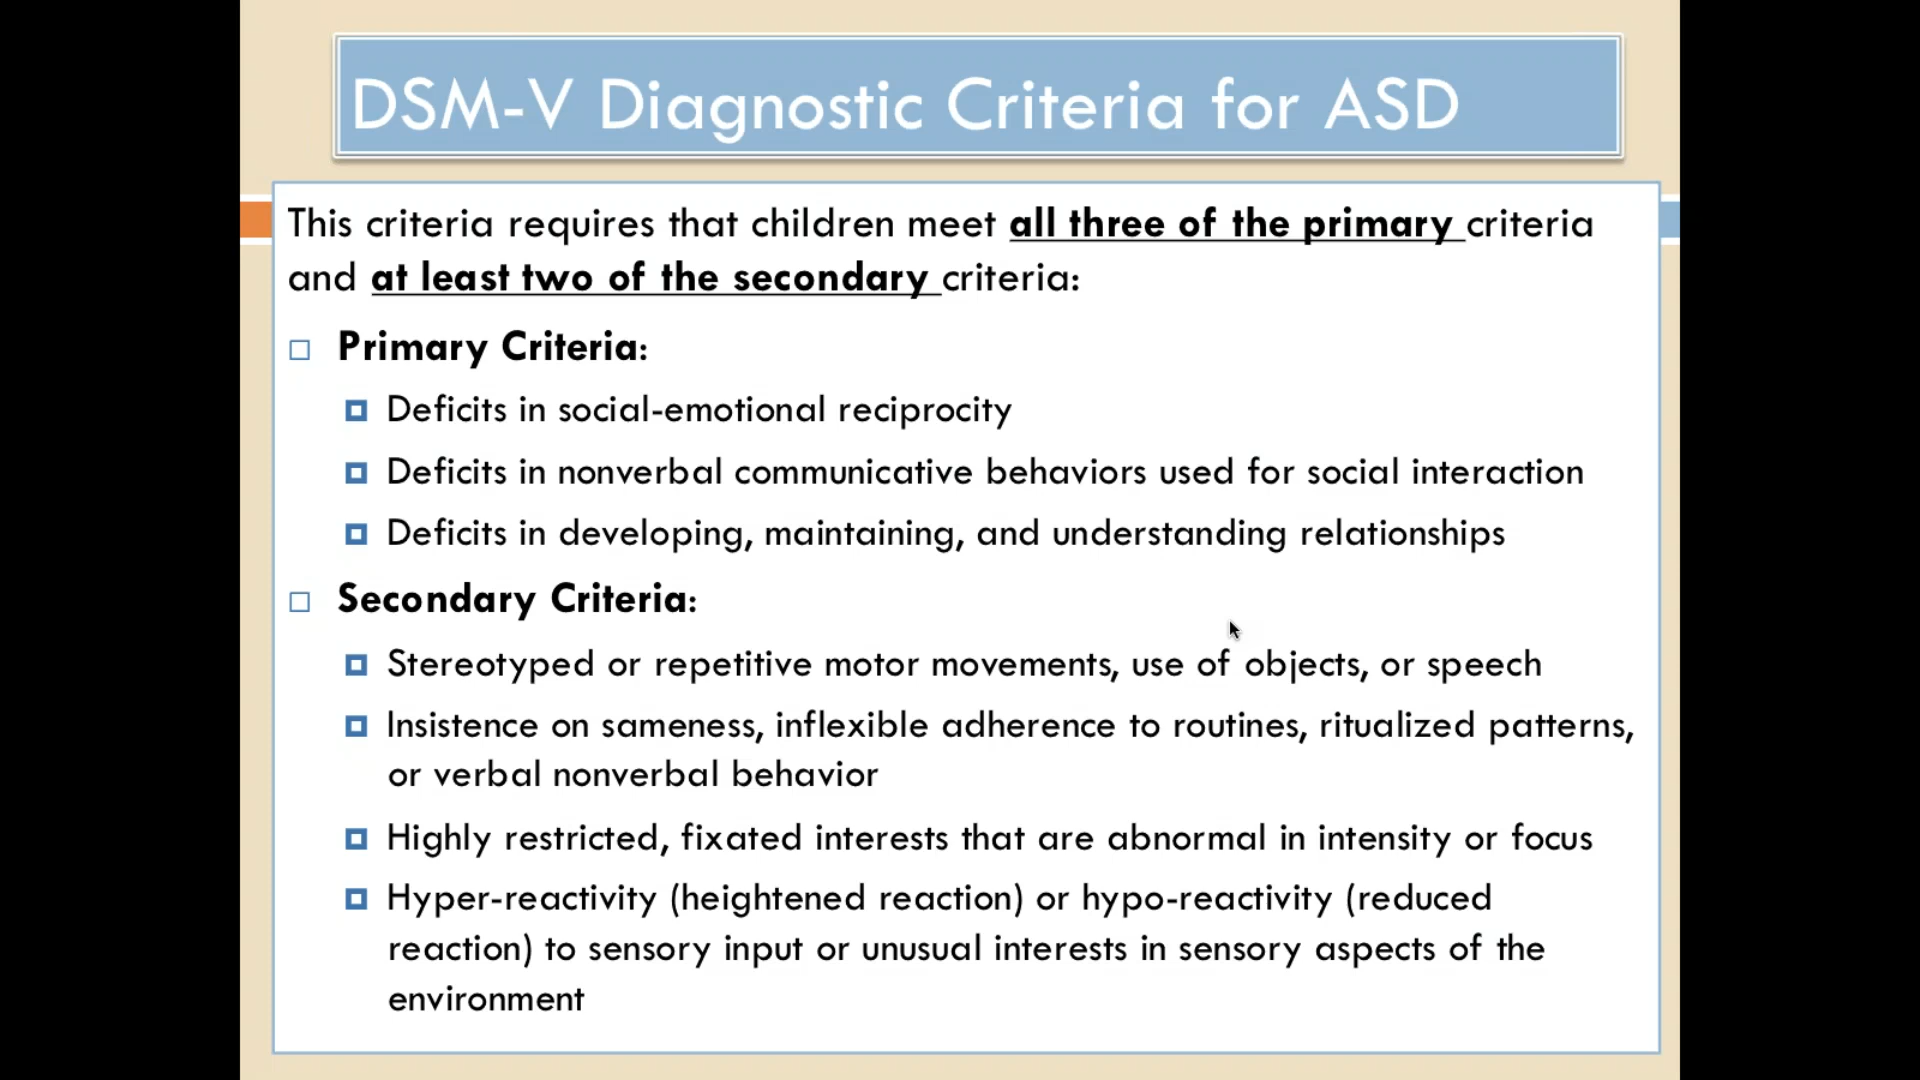 DSM-V Diagnostic Criteria for ASD
This criteria requires that children meet all three of the primary criteria
and at least two of the secondary criteria:
Primary Criteria:
Deficits in social-emotional reciprocity
Deficits in nonverbal communicative behaviors used for social interaction
Deficits in developing, maintaining, and understanding relationships
Secondary Criteria:
Stereotyped or repetitive motor movements, use of objects, or speech
Insistence on sameness, inflexible adherence to routines, ritualized patterns,
or verbal nonverbal behavior
Highly restricted, fixated interests that are abnormal in intensity or focus
Hyper-reactivity (heightened reaction) or hypo-reactivity (reduced
reaction) to sensory input or unusual interests in sensory aspects of the
environment